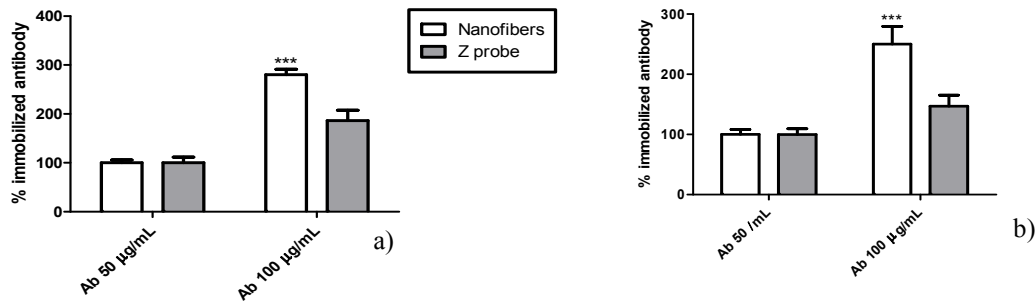 % immobilized antibody
400
300
200
100
0
***
Ab 50 µg/mL
Ab 100 µg/mL
a)
Nanofibers
Z probe
% immobilized antibody
300
200
100
0
***
Ab 50 /mL
Ab 100 µg/mL
b)